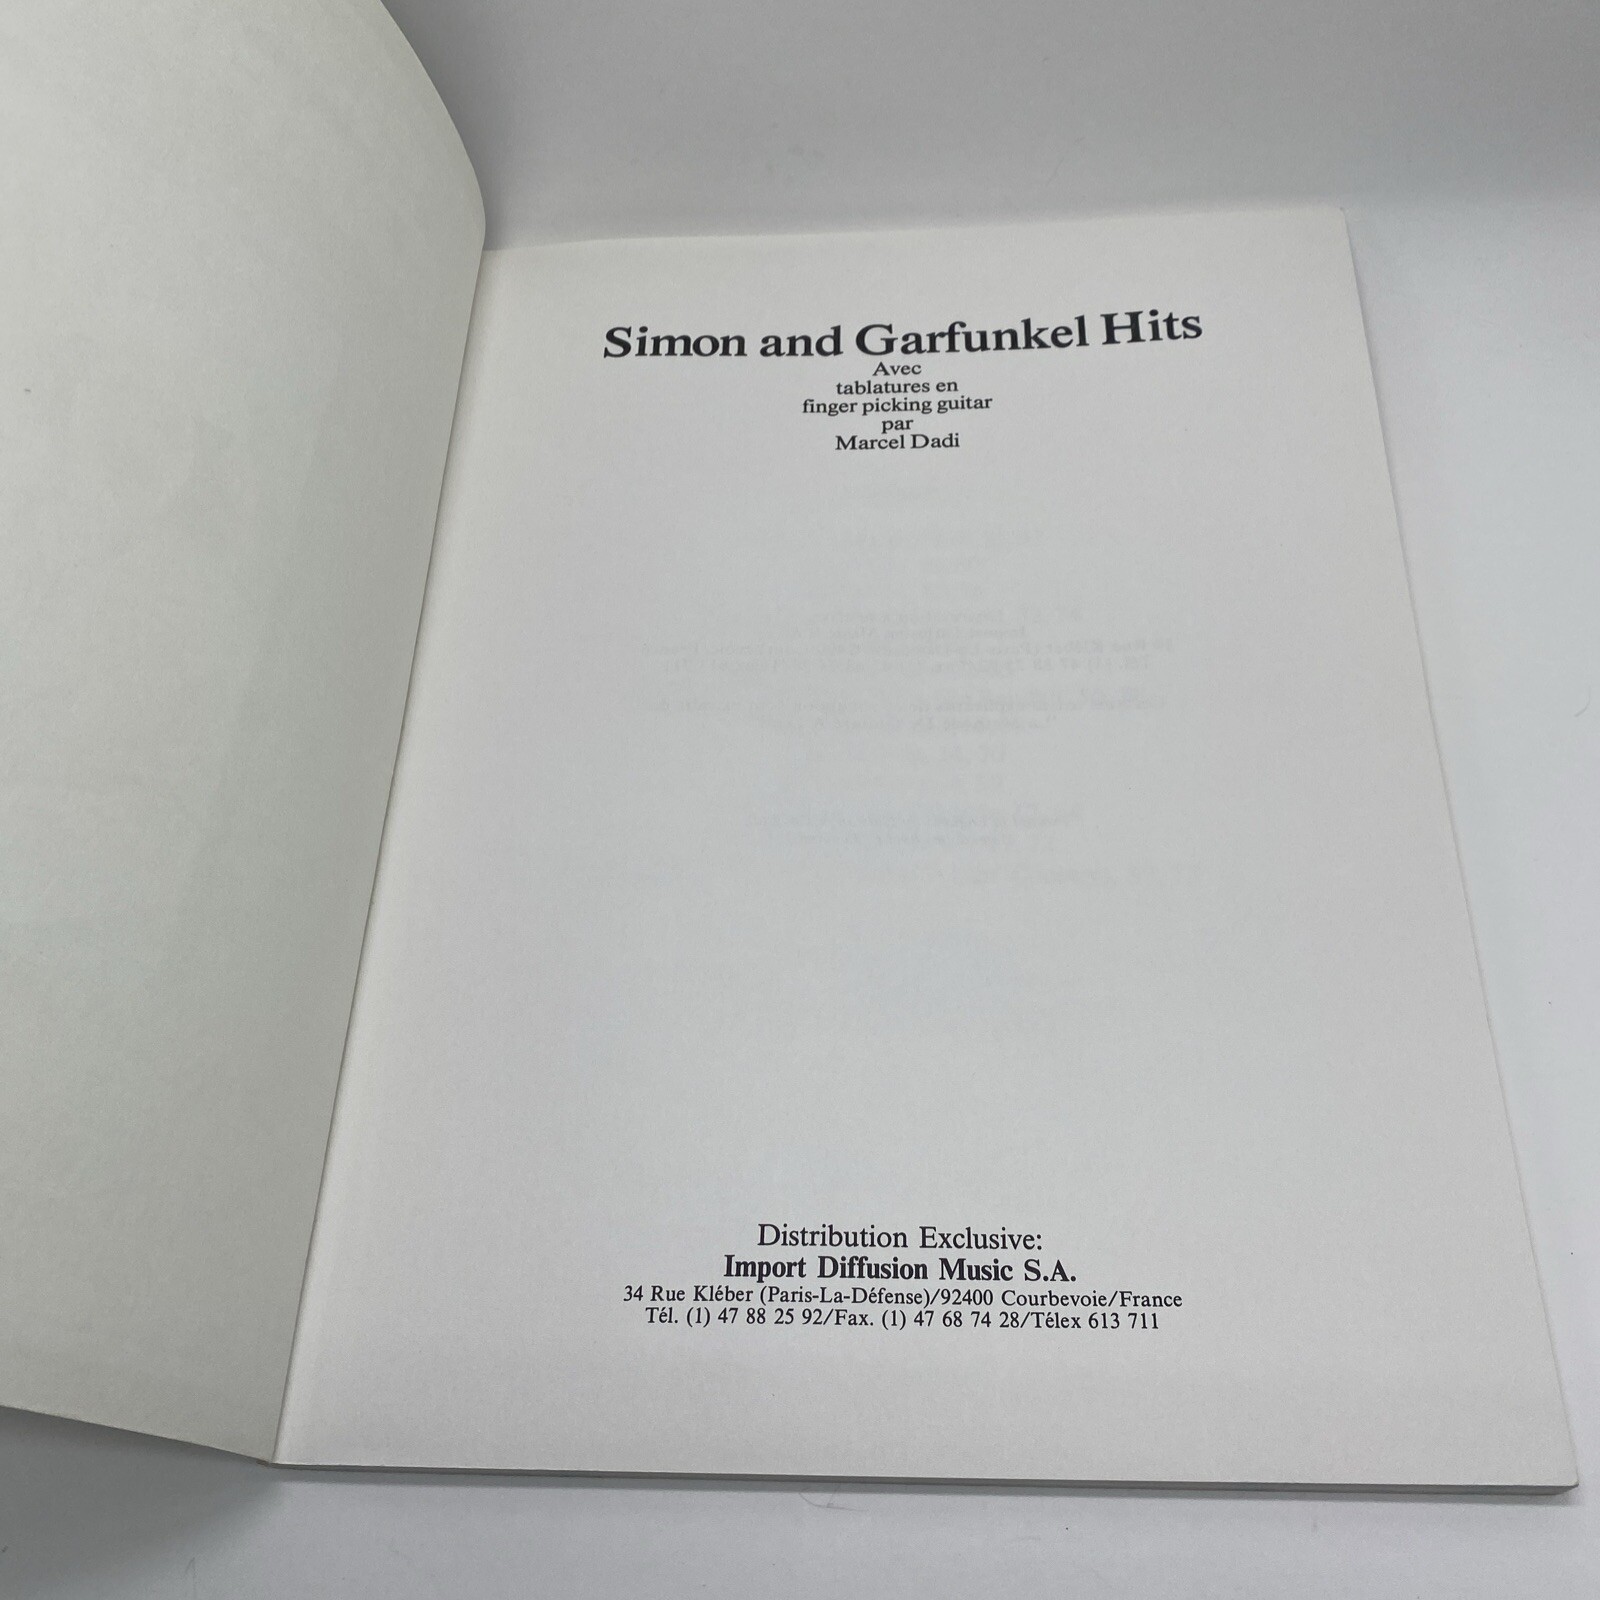 Simon and Garfunkel Hits
Avec
tablatures en
finger picking guitar
par
Marcel Dadi
Distribution Exclusive:
Import Diffusion Music S.A.
34 Rue Kléber (Paris-La-Défense)/92400 Courbevoie/France
Tél. (1) 47 88 25 92/Fax. (1) 47 68 74 28/Télex 613 711